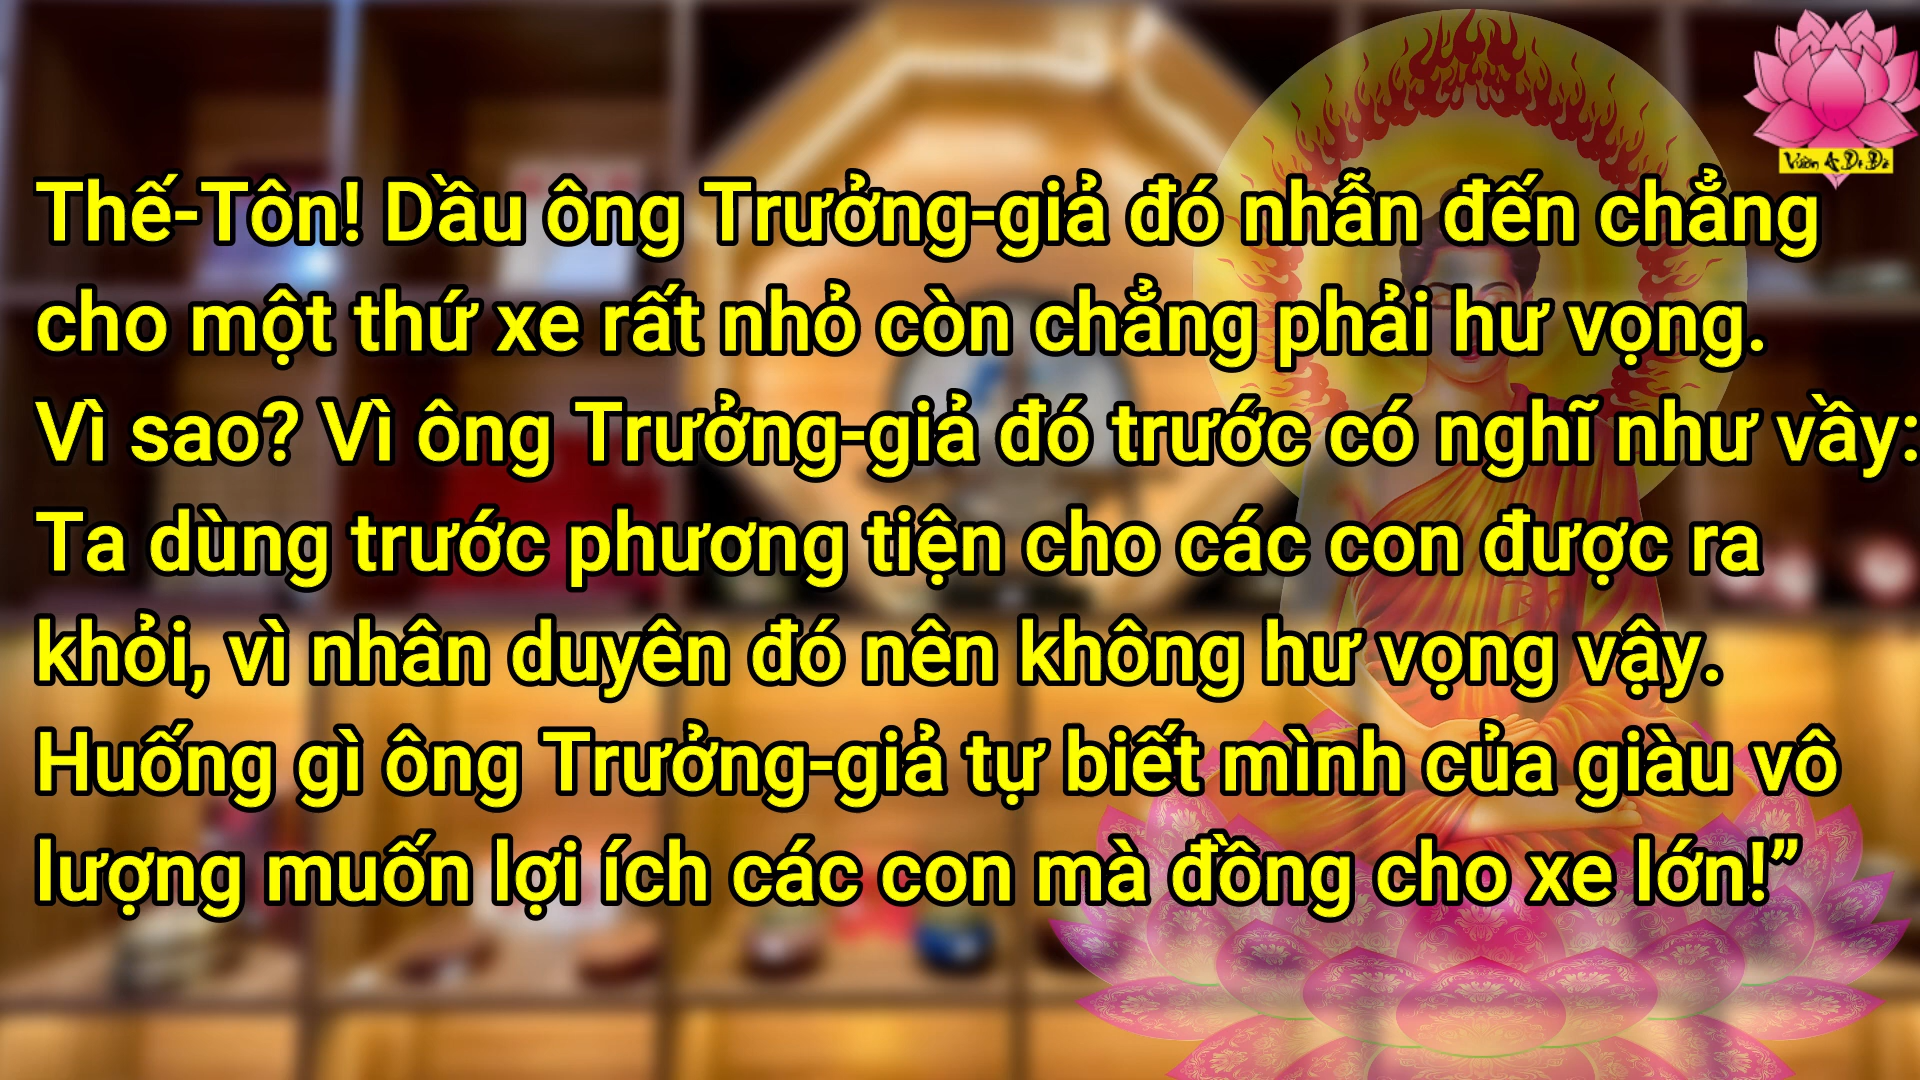 Vườn A Di Đà
Thế-Tôn! Dầu ông Trưởng-giả đó nhẫn đến chẳng
cho một thứ xe rất nhỏ còn chẳng phải hư vọng.
Vì sao? Vì ông Trưởng-giả đó trước có nghĩ như vầy:
Ta dùng trước phương tiện cho các con được ra
khỏi, vì nhân duyên đó nên không hư vọng vậy.
Huống gì ông Trưởng-giả tự biết mình của giàu vô
lượng muốn lợi ích các con mà đồng cho xe lớn!”